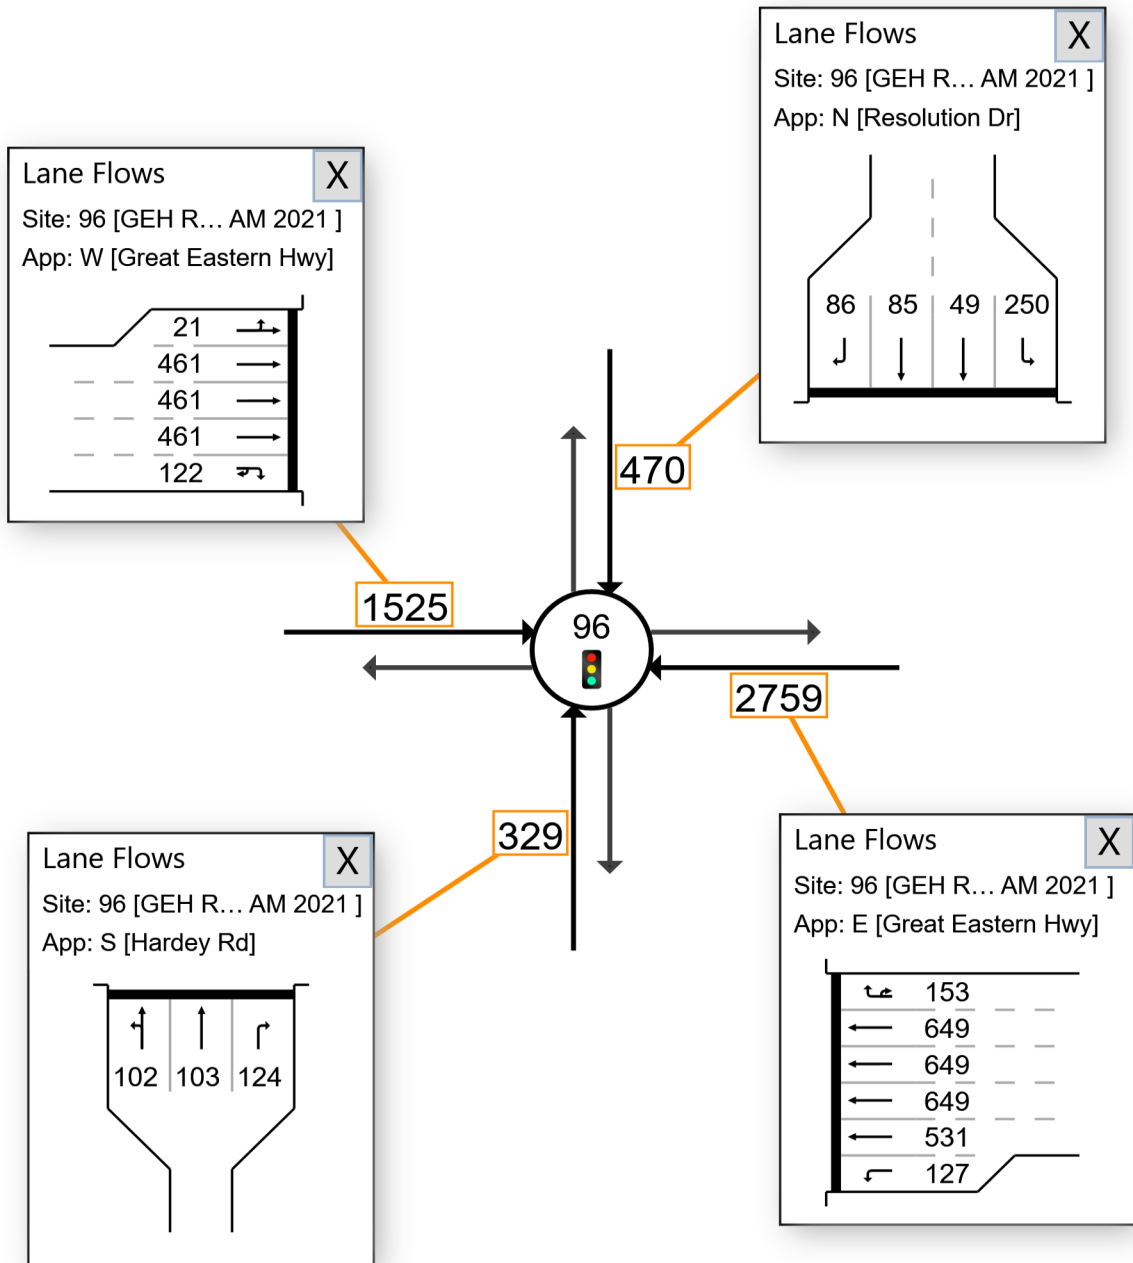 Lane Flows
X
Site: 96 [GEH R... AM 2021 ]
App: N [Resolution Dr]
86 85 49 250
Lane Flows
X
Site: 96 [GEH R... AM 2021 ]
App: W [Great Eastern Hwy]
21
461
461
461
122
470
1525
96
2759
329
Lane Flows
X
Site: 96 [GEH R... AM 2021 ]
App: S [Hardey Rd]
102 103 124
Lane Flows
X
Site: 96 [GEH R... AM 2021 ]
App: E [Great Eastern Hwy]
153
649
649
649
531
127